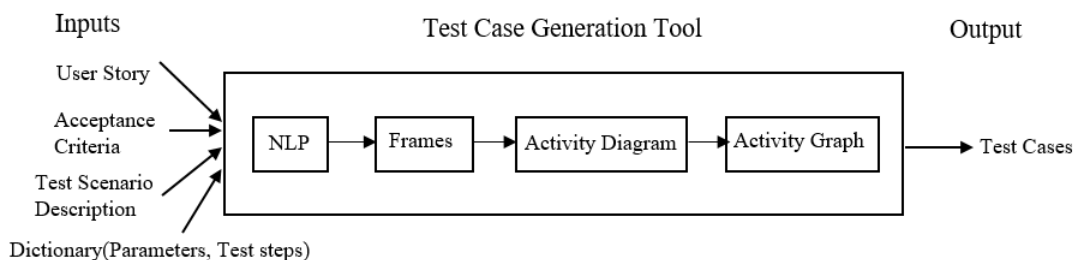 Inputs
Test Case Generation Tool
Output
User Story
Acceptance
Criteria
Test Scenario
Description
Dictionary(Parameters, Test steps)
NLP
Frames
Activity Diagram
Activity Graph
Test Cases